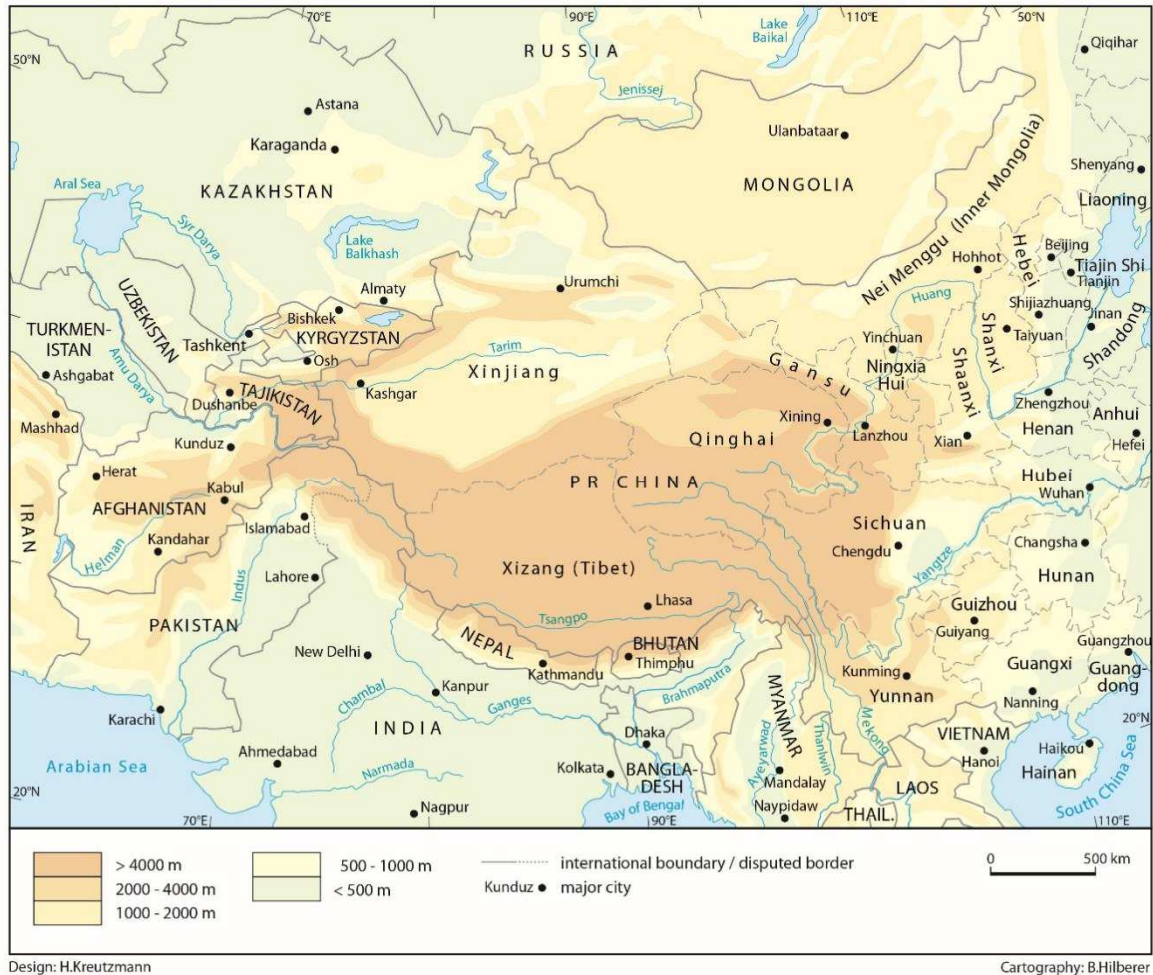 70°E
90°E
110°E
50°N
50°N
Lake
Baikal
Qiqihar
RUSSIA
Jenissej
Astana
Karaganda
Ulanbataar
Shenyang
Aral Sea
KAZAKHSTAN
MONGOLIA
Liaoning
Syr Darya
Lake
Balkhash
Nei Menggu (Inner Mongolia)
Hebei
Beijing
Hohhot
Tiajin Shi
Tianjin
Urumchi
Almaty
Huang
UZBEKISTAN
Bishkek
Shijiazhuang
Jinan
TURKMEN-
ISTAN
KYRGYZSTAN
Shanxi
Taiyuan
Shandong
Tashkent
Yinchuan
Osh
Tarim
Gansu
Ningxia
Hui
Shaanxi
Xinjiang
Ashgabat
Amu Darya
TAJIKISTAN
Kashgar
Dushanbe
Zhengzhou
Anhui
Mashhad
Xining
Lanzhou
Henan
Kunduz
Qinghai
Xian
Hefei
Herat
PR CHINA
Hubei
Wuhan
Kabul
AFGHANISTAN
IRAN
Islamabad
Sichuan
Changsha
Kandahar
Chengdu
Helman
Yangtze
Indus
Lahore
Xizang (Tibet)
Hunan
Lhasa
Guizhou
Tsangpo
PAKISTAN
Guiyang
NEPAL
BHUTAN
Guangzhou
New Delhi
Thimphu
Kathmandu
Kunming
Guangxi
Guang-
dong
Yunnan
Chambal
Kanpur
Brahmaputra
Nanning
Ganges
MYANMAR
Karachi
INDIA
Mekong
20°N
VIETNAM
Dhaka
Ahmedabad
Hanoi
Haikou
Arabian Sea
Ayeyarwad
Thanlwin
Hainan
Narmada
Kolkata
BANGLA-
DESH
Mandalay
LAOS
South China Sea
20°N
Nagpur
Bay of Bengal
Naypidaw
THAIL.
70°E
90°E
110°E
> 4000 m
2000 - 4000 m
1000 - 2000 m
500 - 1000 m
< 500 m
international boundary / disputed border
Kunduz major city
0 500 km
Design: H.Kreutzmann
Cartography: B.Hilberer